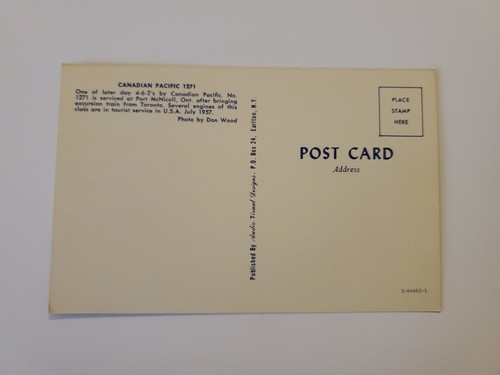 CANADIAN PACIFIC 1271
One of later day 4-6-2's by Canadian Pacific. No.
1271 is serviced at Port McNicoll, Ont. after bringing
excursion train from Toronto. Several engines of this
class are in tourist service in U.S.A. July 1957.
Photo by Don Wood
Published By Audio-Visual Designs, P.O. Box 24, Earlton, N.Y.
PLACE
STAMP
HERE
POST CARD
Address